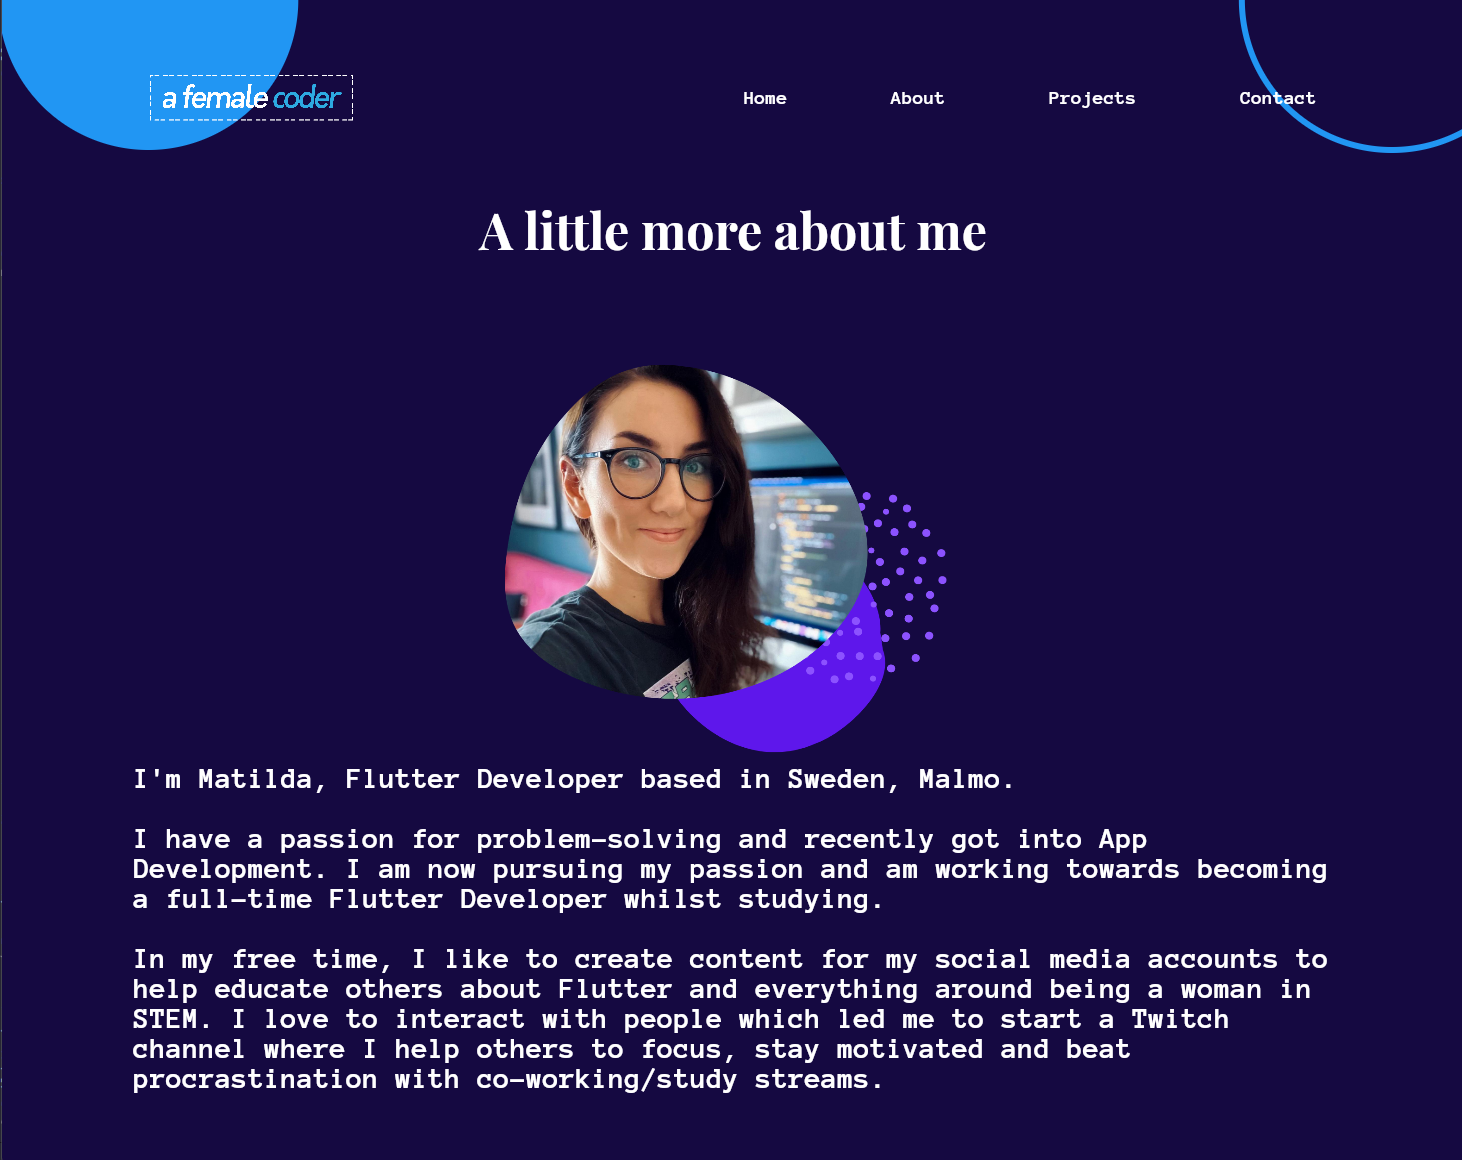 a female coder
Home
About
Projects
Contact
A little more about me
I'm Matilda, Flutter Developer based in Sweden, Malmo.
I have a passion for problem-solving and recently got into App
Development. I am now pursuing my passion and am working towards becoming
a full-time Flutter Developer whilst studying.
In my free time, I like to create content for my social media accounts to
help educate others about Flutter and everything around being a woman in
STEM. I love to interact with people which led me to start a Twitch
channel where I help others to focus, stay motivated and beat
procrastination with co-working/study streams.